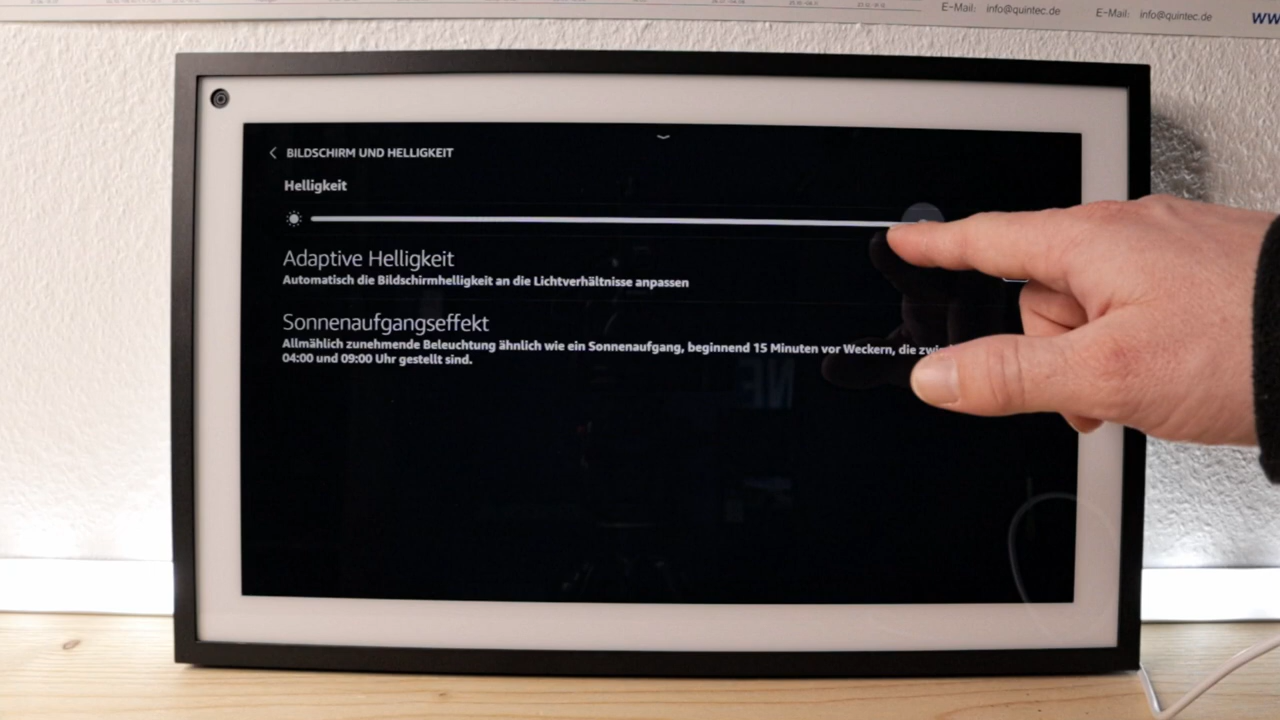 E-Mail: info@quintec.de
E-Mail: info@quintec.de
BILDSCHIRM UND HELLIGKEIT
Helligkeit
Adaptive Helligkeit
Automatisch die Bildschirmhelligkeit an die Lichtverhältnisse anpassen
Sonnenaufgangseffekt
Allmählich zunehmende Beleuchtung ähnlich wie ein Sonnenaufgang, beginnend 15 Minuten vor Weckern, die
04:00 und 09:00 Uhr gestellt sind.